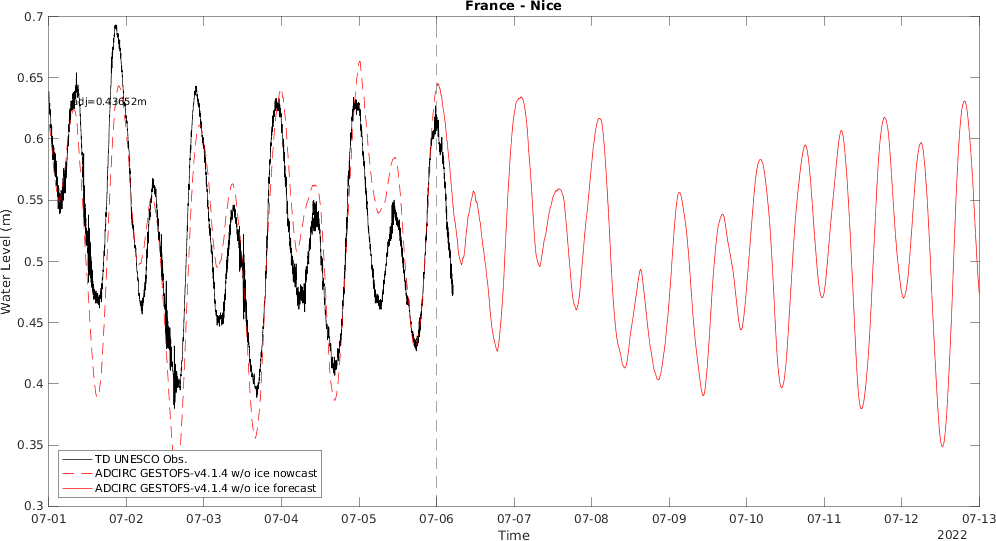 France - Nice
0.7
0.65
0.6
0.55
0.5
0.45
0.4
0.35
0.3
Water Level (m)
adj=0.43652m
TD UNESCO Obs.
ADCIRC GESTOFS-v4.1.4 w/o ice nowcast
ADCIRC GESTOFS-v4.1.4 w/o ice forecast
07-01 07-02 07-03 07-04 07-05 07-06 07-07 07-08 07-09 07-10 07-11 07-12 07-13
Time
2022